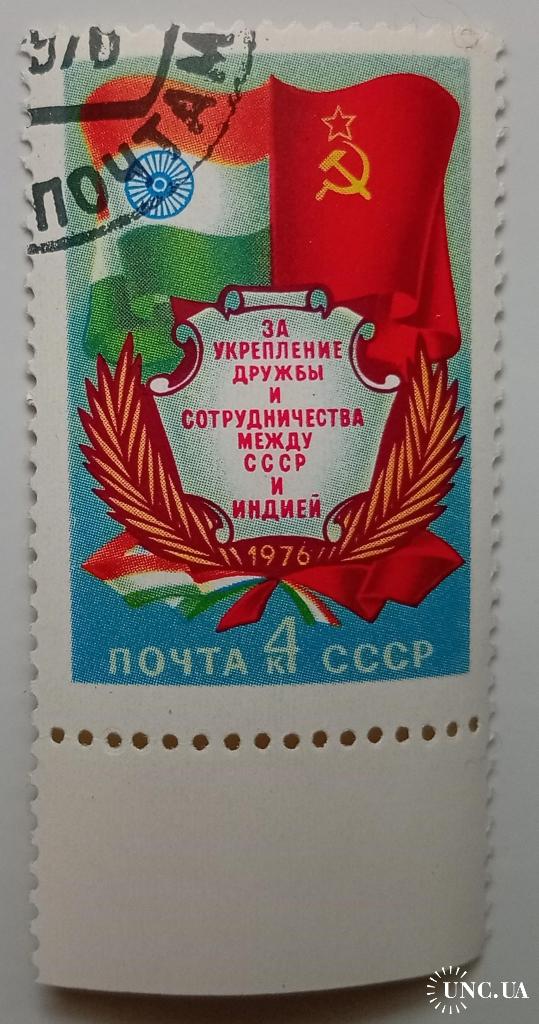 ПОЧТА
ЗА
УКРЕПЛЕНИЕ
ДРУЖБЫ
И
СОТРУДНИЧЕСТВА
МЕЖДУ
СССР
И
ИНДИЕЙ
1976
ПОЧТА 4 К СССР
UNC.UA